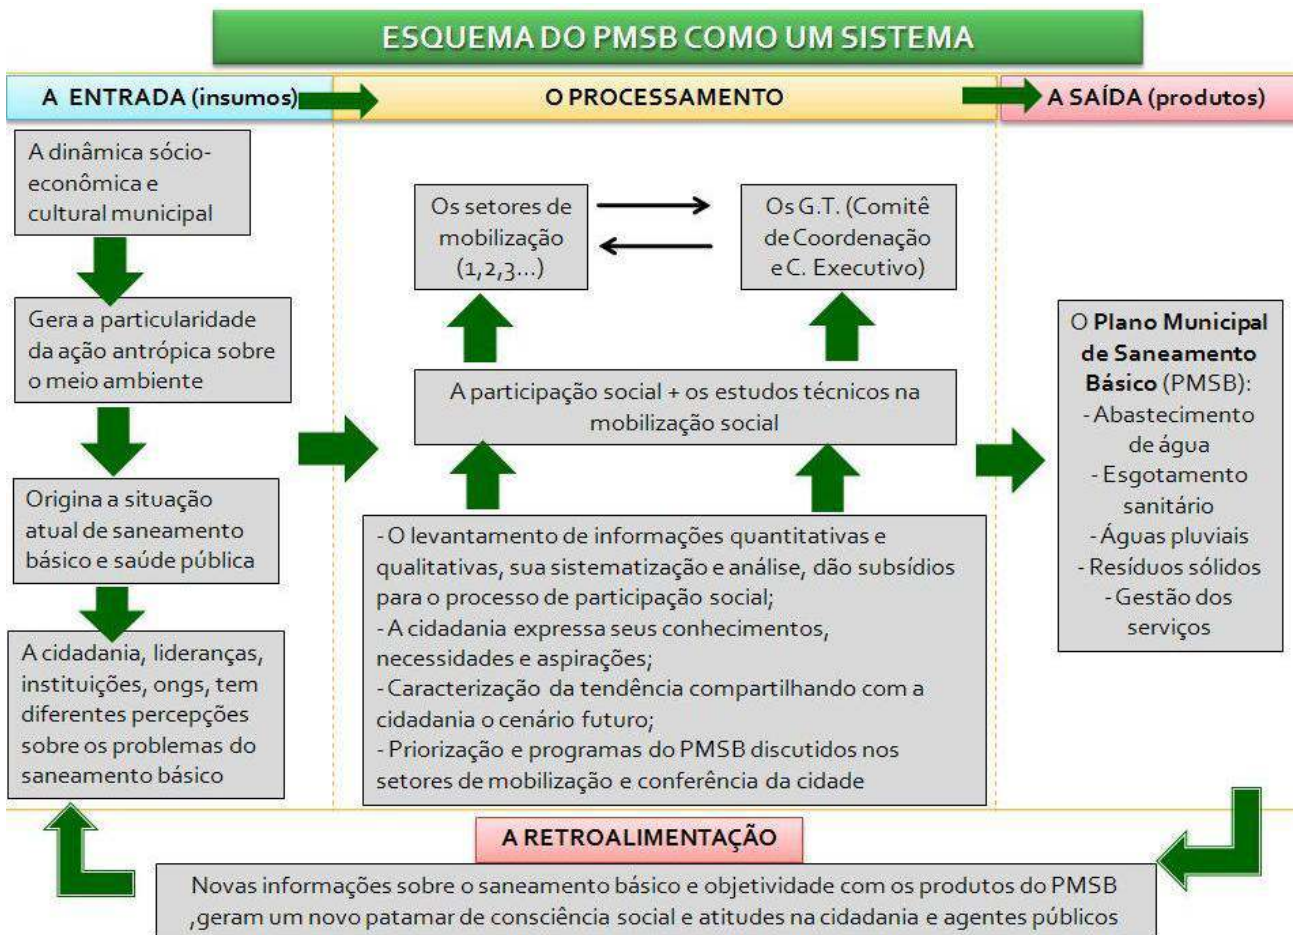 ESQUEMA DO PMSB COMO UM SISTEMA
A ENTRADA (insumos)
O PROCESSAMENTO
A SAÍDA (produtos)
A dinâmica sócio-
econômica e
cultural municipal
Gera a particularidade
da ação antrópica sobre
o meio ambiente
Origina a situação
atual de saneamento
básico e saúde pública
A cidadania, lideranças,
instituições, ongs, tem
diferentes percepções
sobre os problemas do
saneamento básico
Os setores de
mobilização
(1,2,3...)
Os G.T. (Comitê
de Coordenação
e C. Executivo)
A participação social + os estudos técnicos na
mobilização social
- O levantamento de informações quantitativas e
qualitativas, sua sistematização e análise, dão subsídios
para o processo de participação social;
- A cidadania expressa seus conhecimentos,
necessidades e aspirações;
- Caracterização da tendência compartilhando com a
cidadania o cenário futuro;
- Priorização e programas do PMSB discutidos nos
setores de mobilização e conferência da cidade
O Plano Municipal
de Saneamento
Básico (PMSB):
- Abastecimento
de água
- Esgotamento
sanitário
- Águas pluviais
- Resíduos sólidos
- Gestão dos
serviços
A RETROALIMENTAÇÃO
Novas informações sobre o saneamento básico e objetividade com os produtos do PMSB
,geram um novo patamar de consciência social e atitudes na cidadania e agentes públicos